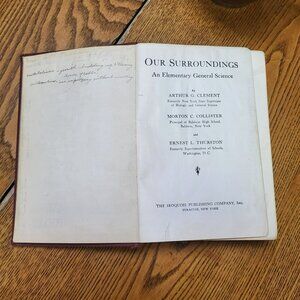 OUR SURROUNDINGS
An Elementary General Science
by
ARTHUR G. CLEMENT
Formerly New York State Supervisor
of Biology and General Science
MORTON C. COLLISTER
Principal of Baldwin High School,
Baldwin, New York
and
ERNEST L. THURSTON
Formerly Superintendent of Schools,
Washington, D. C.
THE IROQUOIS PUBLISHING COMPANY, INC.
SYRACUSE, NEW YORK